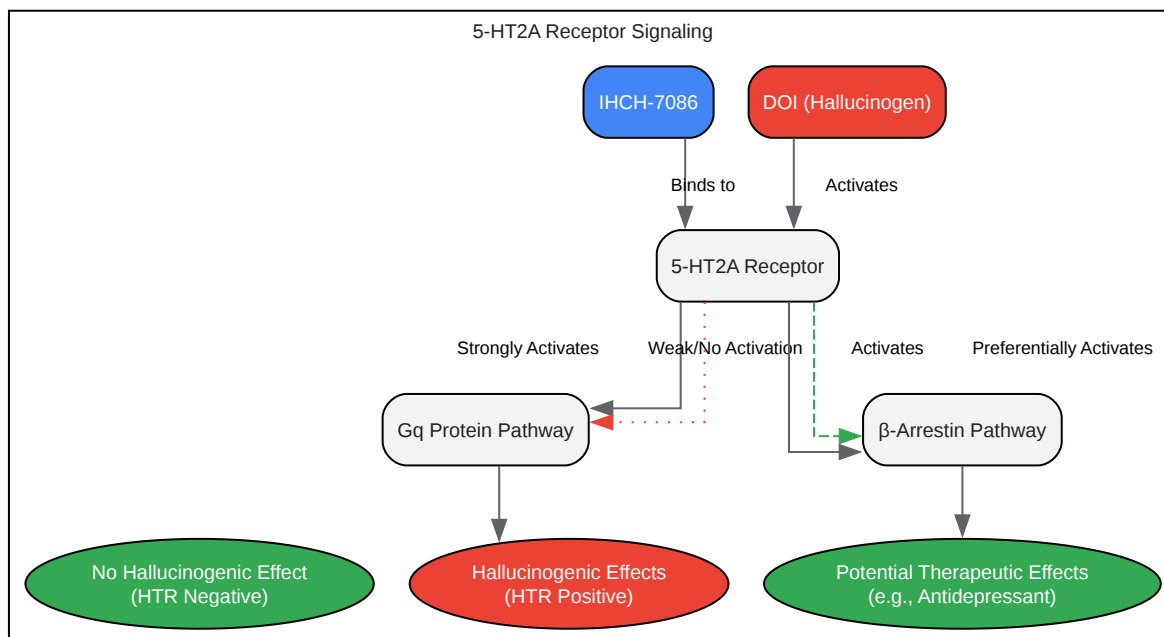 5-HT2A Receptor Signaling
IHCH-7086
DOI (Hallucinogen)
Binds to
Activates
5-HT2A Receptor
Strongly Activates
Weak/No Activation
Activates
Preferentially Activates
Gq Protein Pathway
β-Arrestin Pathway
No Hallucinogenic Effect
(HTR Negative)
Hallucinogenic Effects
(HTR Positive)
Potential Therapeutic Effects
(e.g., Antidepressant)